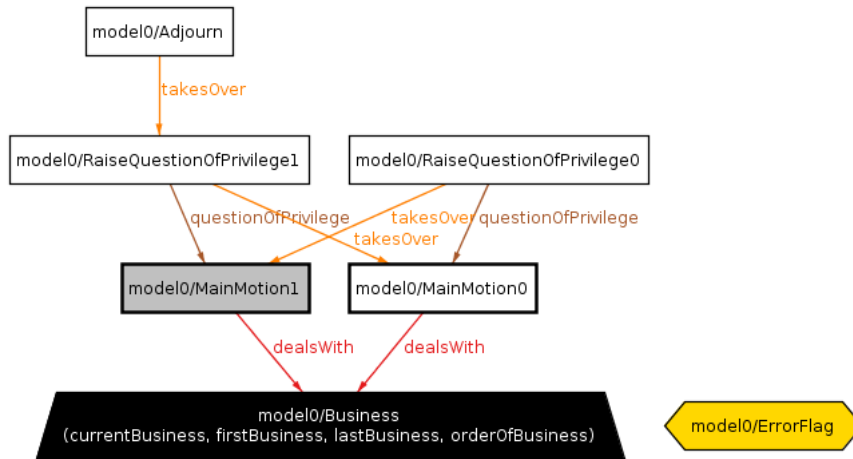 model0/Adjourn
takesOver
model0/RaiseQuestionOfPrivilege1
model0/RaiseQuestionOfPrivilege0
questionOfPrivilege
takesOver
questionOfPrivilege
takesOver
model0/MainMotion1
model0/MainMotion0
dealsWith
dealsWith
model0/Business
(currentBusiness, firstBusiness, lastBusiness, orderOfBusiness)
model0/ErrorFlag